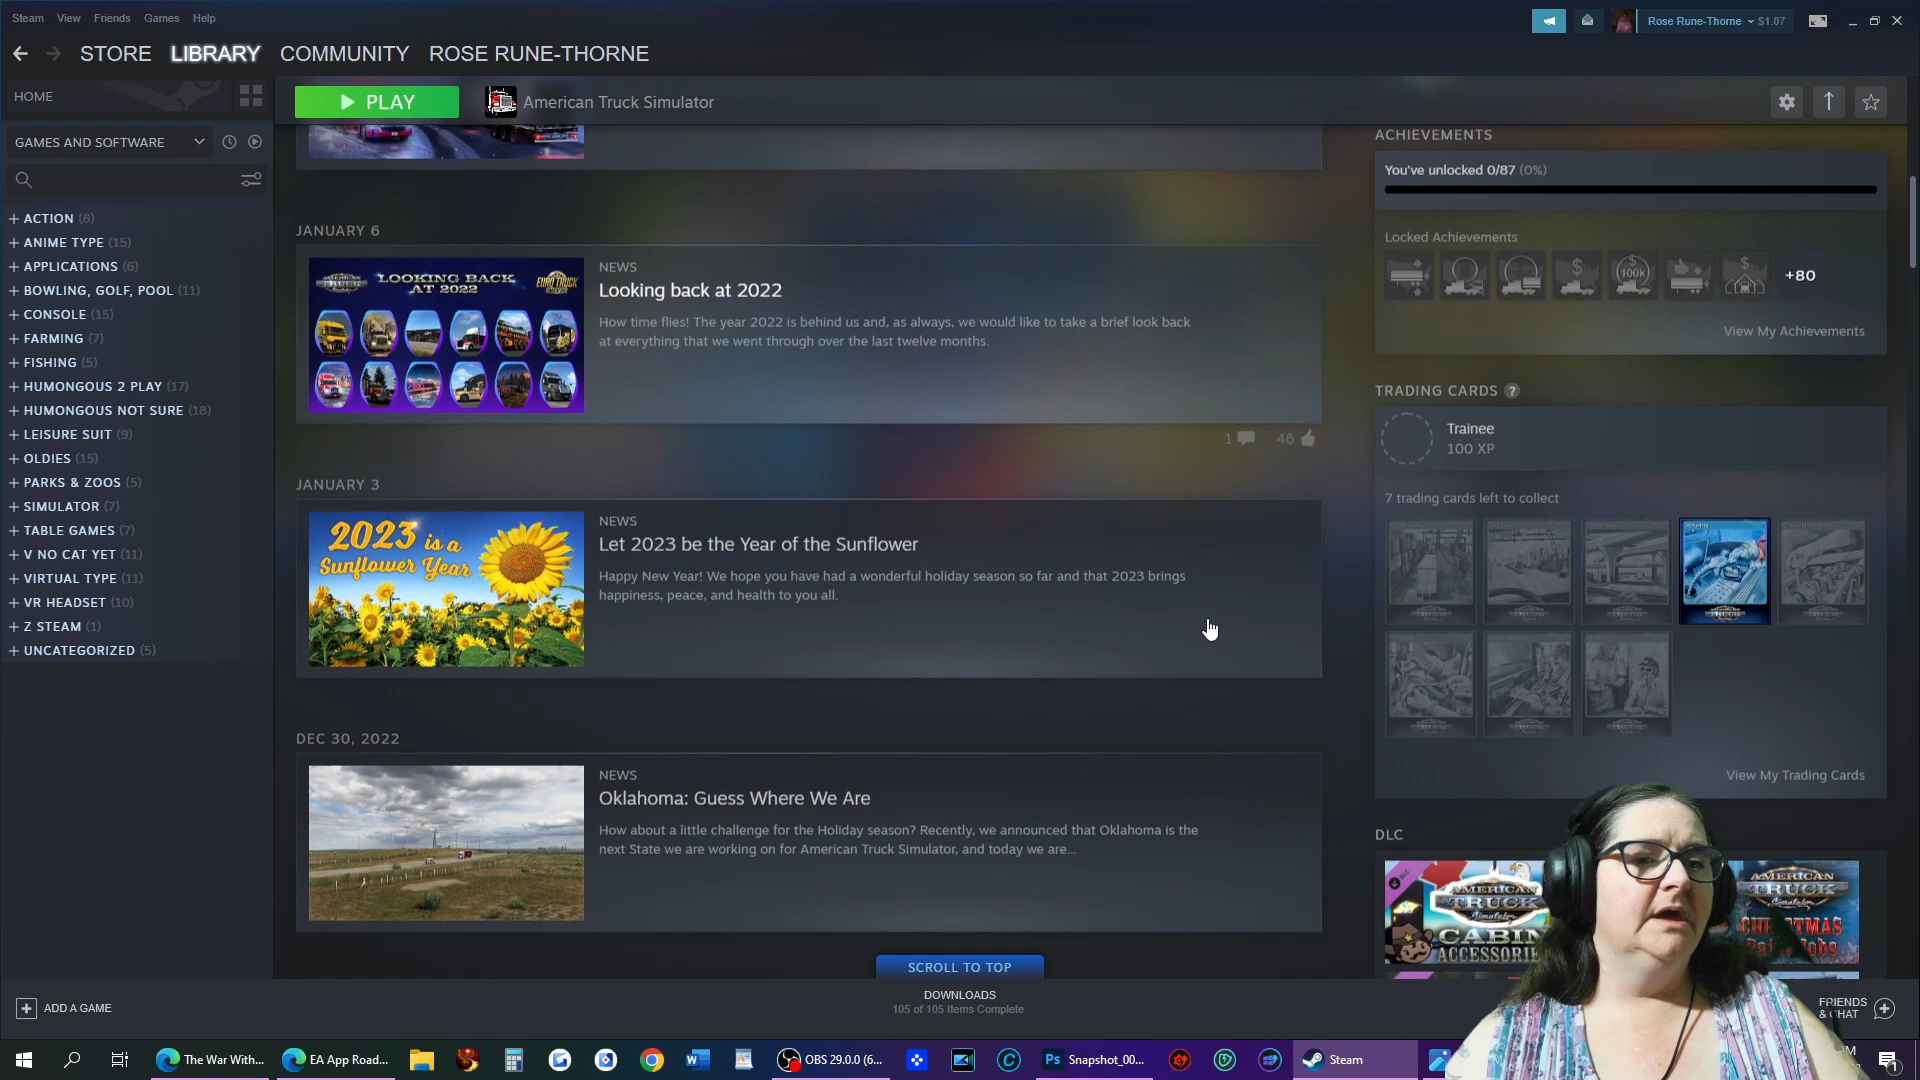 Steam View Friends Games Help
Rose Rune-Thorne $1.07
STORE LIBRARY COMMUNITY ROSE RUNE-THORNE
HOME
PLAY
American Truck Simulator
GAMES AND SOFTWARE
+ ACTION (8)
+ ANIME TYPE (15)
+ APPLICATIONS (6)
+ BOWLING, GOLF, POOL (11)
+ CONSOLE (15)
+ FARMING (7)
+ FISHING (5)
+ HUMONGOUS 2 PLAY (17)
+ HUMONGOUS NOT SURE (18)
+ LEISURE SUIT (9)
+ OLDIES (15)
+ PARKS & ZOOS (5)
+ SIMULATOR (7)
+ TABLE GAMES (7)
+ V NO CAT YET (11)
+ VIRTUAL TYPE (11)
+ VR HEADSET (10)
+ Z STEAM (1)
+ UNCATEGORIZED (5)
JANUARY 6
LOOKING BACK
AT 2022
EURO TRUCK
NEWS
Looking back at 2022
How time flies! The year 2022 is behind us and, as always, we would like to take a brief look back
at everything that we went through over the last twelve months.
1 46
JANUARY 3
2023 is a
Sunflower Year
NEWS
Let 2023 be the Year of the Sunflower
Happy New Year! We hope you have had a wonderful holiday season so far and that 2023 brings
happiness, peace, and health to you all.
DEC 30, 2022
NEWS
Oklahoma: Guess Where We Are
How about a little challenge for the Holiday season? Recently, we announced that Oklahoma is the
next State we are working on for American Truck Simulator, and today we are...
SCROLL TO TOP
ACHIEVEMENTS
You've unlocked 0/87 (0%)
Locked Achievements
$
$
100k
$
+80
View My Achievements
TRADING CARDS ?
Trainee
100 XP
7 trading cards left to collect
View My Trading Cards
DLC
DLC
AMERICAN
TRUCK
Simulator
CABIN
ACCESSORIE
AMERICAN
TRUCK
Simulator
ADD A GAME
DOWNLOADS
105 of 105 Items Complete
FRIENDS
& CHAT
The War With...
EA App Road...
OBS 29.0.0 (6...
Ps Snapshot_00...
Steam
M
1